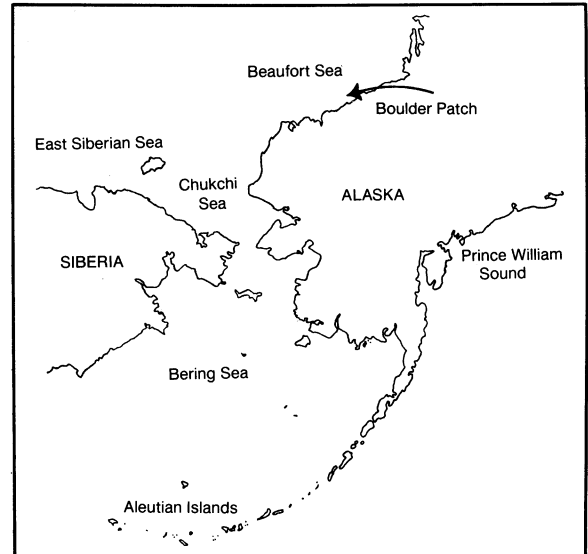 Beaufort Sea
Boulder Patch
East Siberian Sea
Chukchi
Sea
ALASKA
SIBERIA
Prince William
Sound
Bering Sea
Aleutian Islands